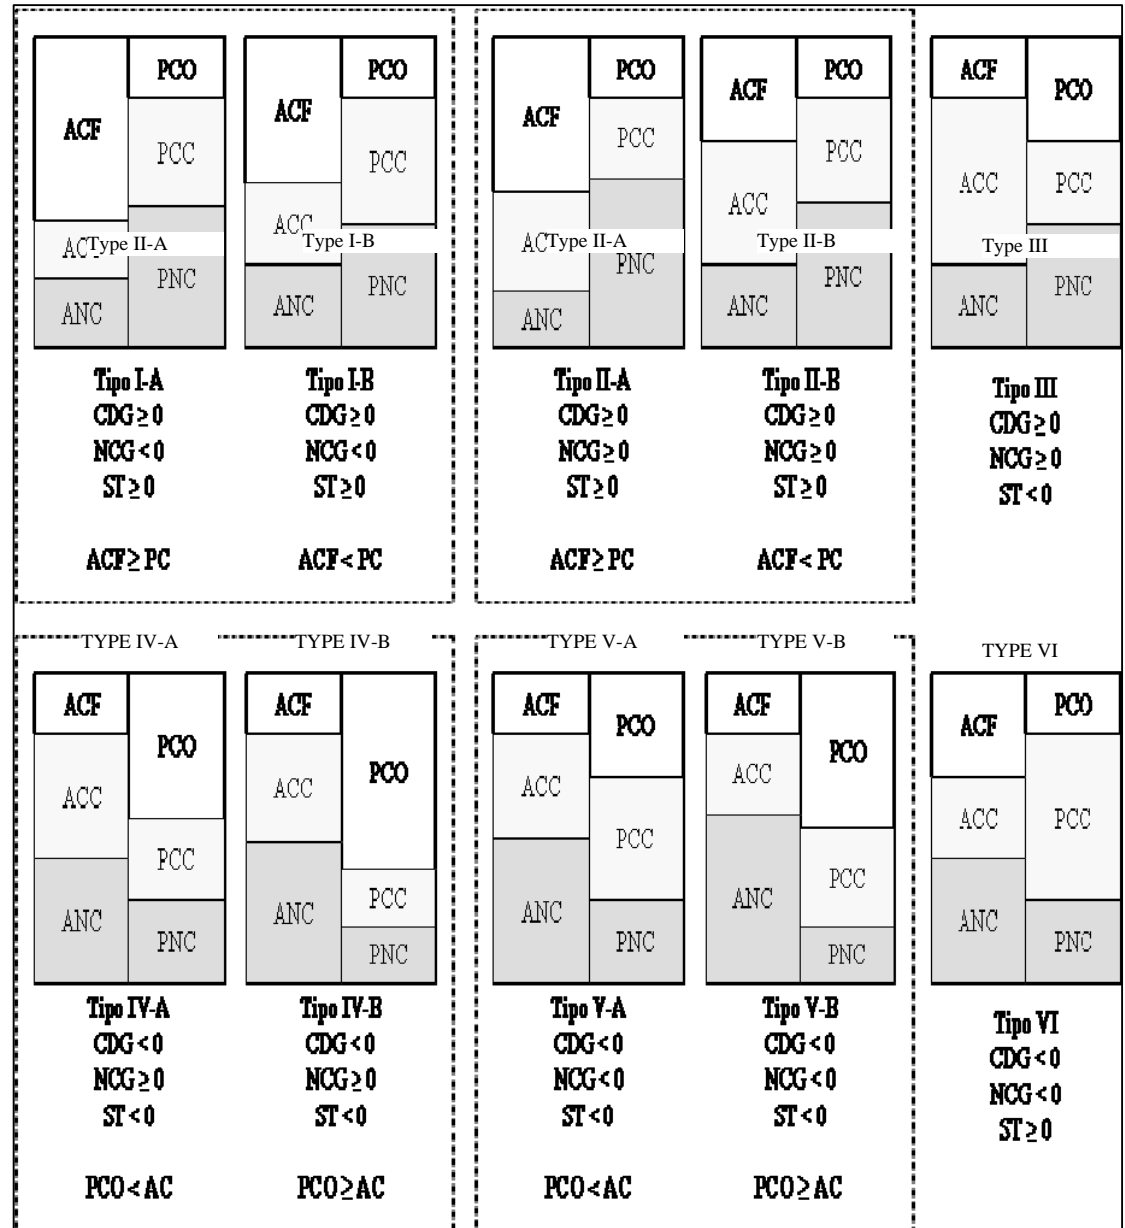 PCO PCO PCO PCO ACF
ACF ACF ACF ACF PCO
PCC PCC PCC PCC
ACC ACC PCC
ACC
Type II-A Type I-B Type II-A Type II-B Type III
PNC PNC PNC PNC PNC
ANC ANC ANC ANC ANC
Tipo I-A Tipo I-B Tipo II-A Tipo II-B Tipo III
CDG≥0 CDG≥0 CDG≥0 CDG≥0 CDG≥0
NCG<0 NCG<0 NCG≥0 NCG≥0 NCG≥0
ST≥0 ST≥0 ST≥0 ST≥0 ST<0
ACF≥PC ACF<PC ACF≥PC ACF<PC
TYPE IV-A TYPE IV-B TYPE V-A TYPE V-B TYPE VI
ACF ACF ACF ACF PCO
PCO PCO PCO PCO ACF
ACC ACC ACC ACC ACC PCC
PCC PCC PCC PCC
ANC ANC ANC ANC ANC
PNC PNC PNC PNC PNC
Tipo IV-A Tipo IV-B Tipo V-A Tipo V-B Tipo VI
CDG<0 CDG<0 CDG<0 CDG<0 CDG<0
NCG≥0 NCG≥0 NCG<0 NCG<0 NCG<0
ST<0 ST<0 ST<0 ST<0 ST≥0
PCO<AC PCO≥AC PCO<AC PCO≥AC